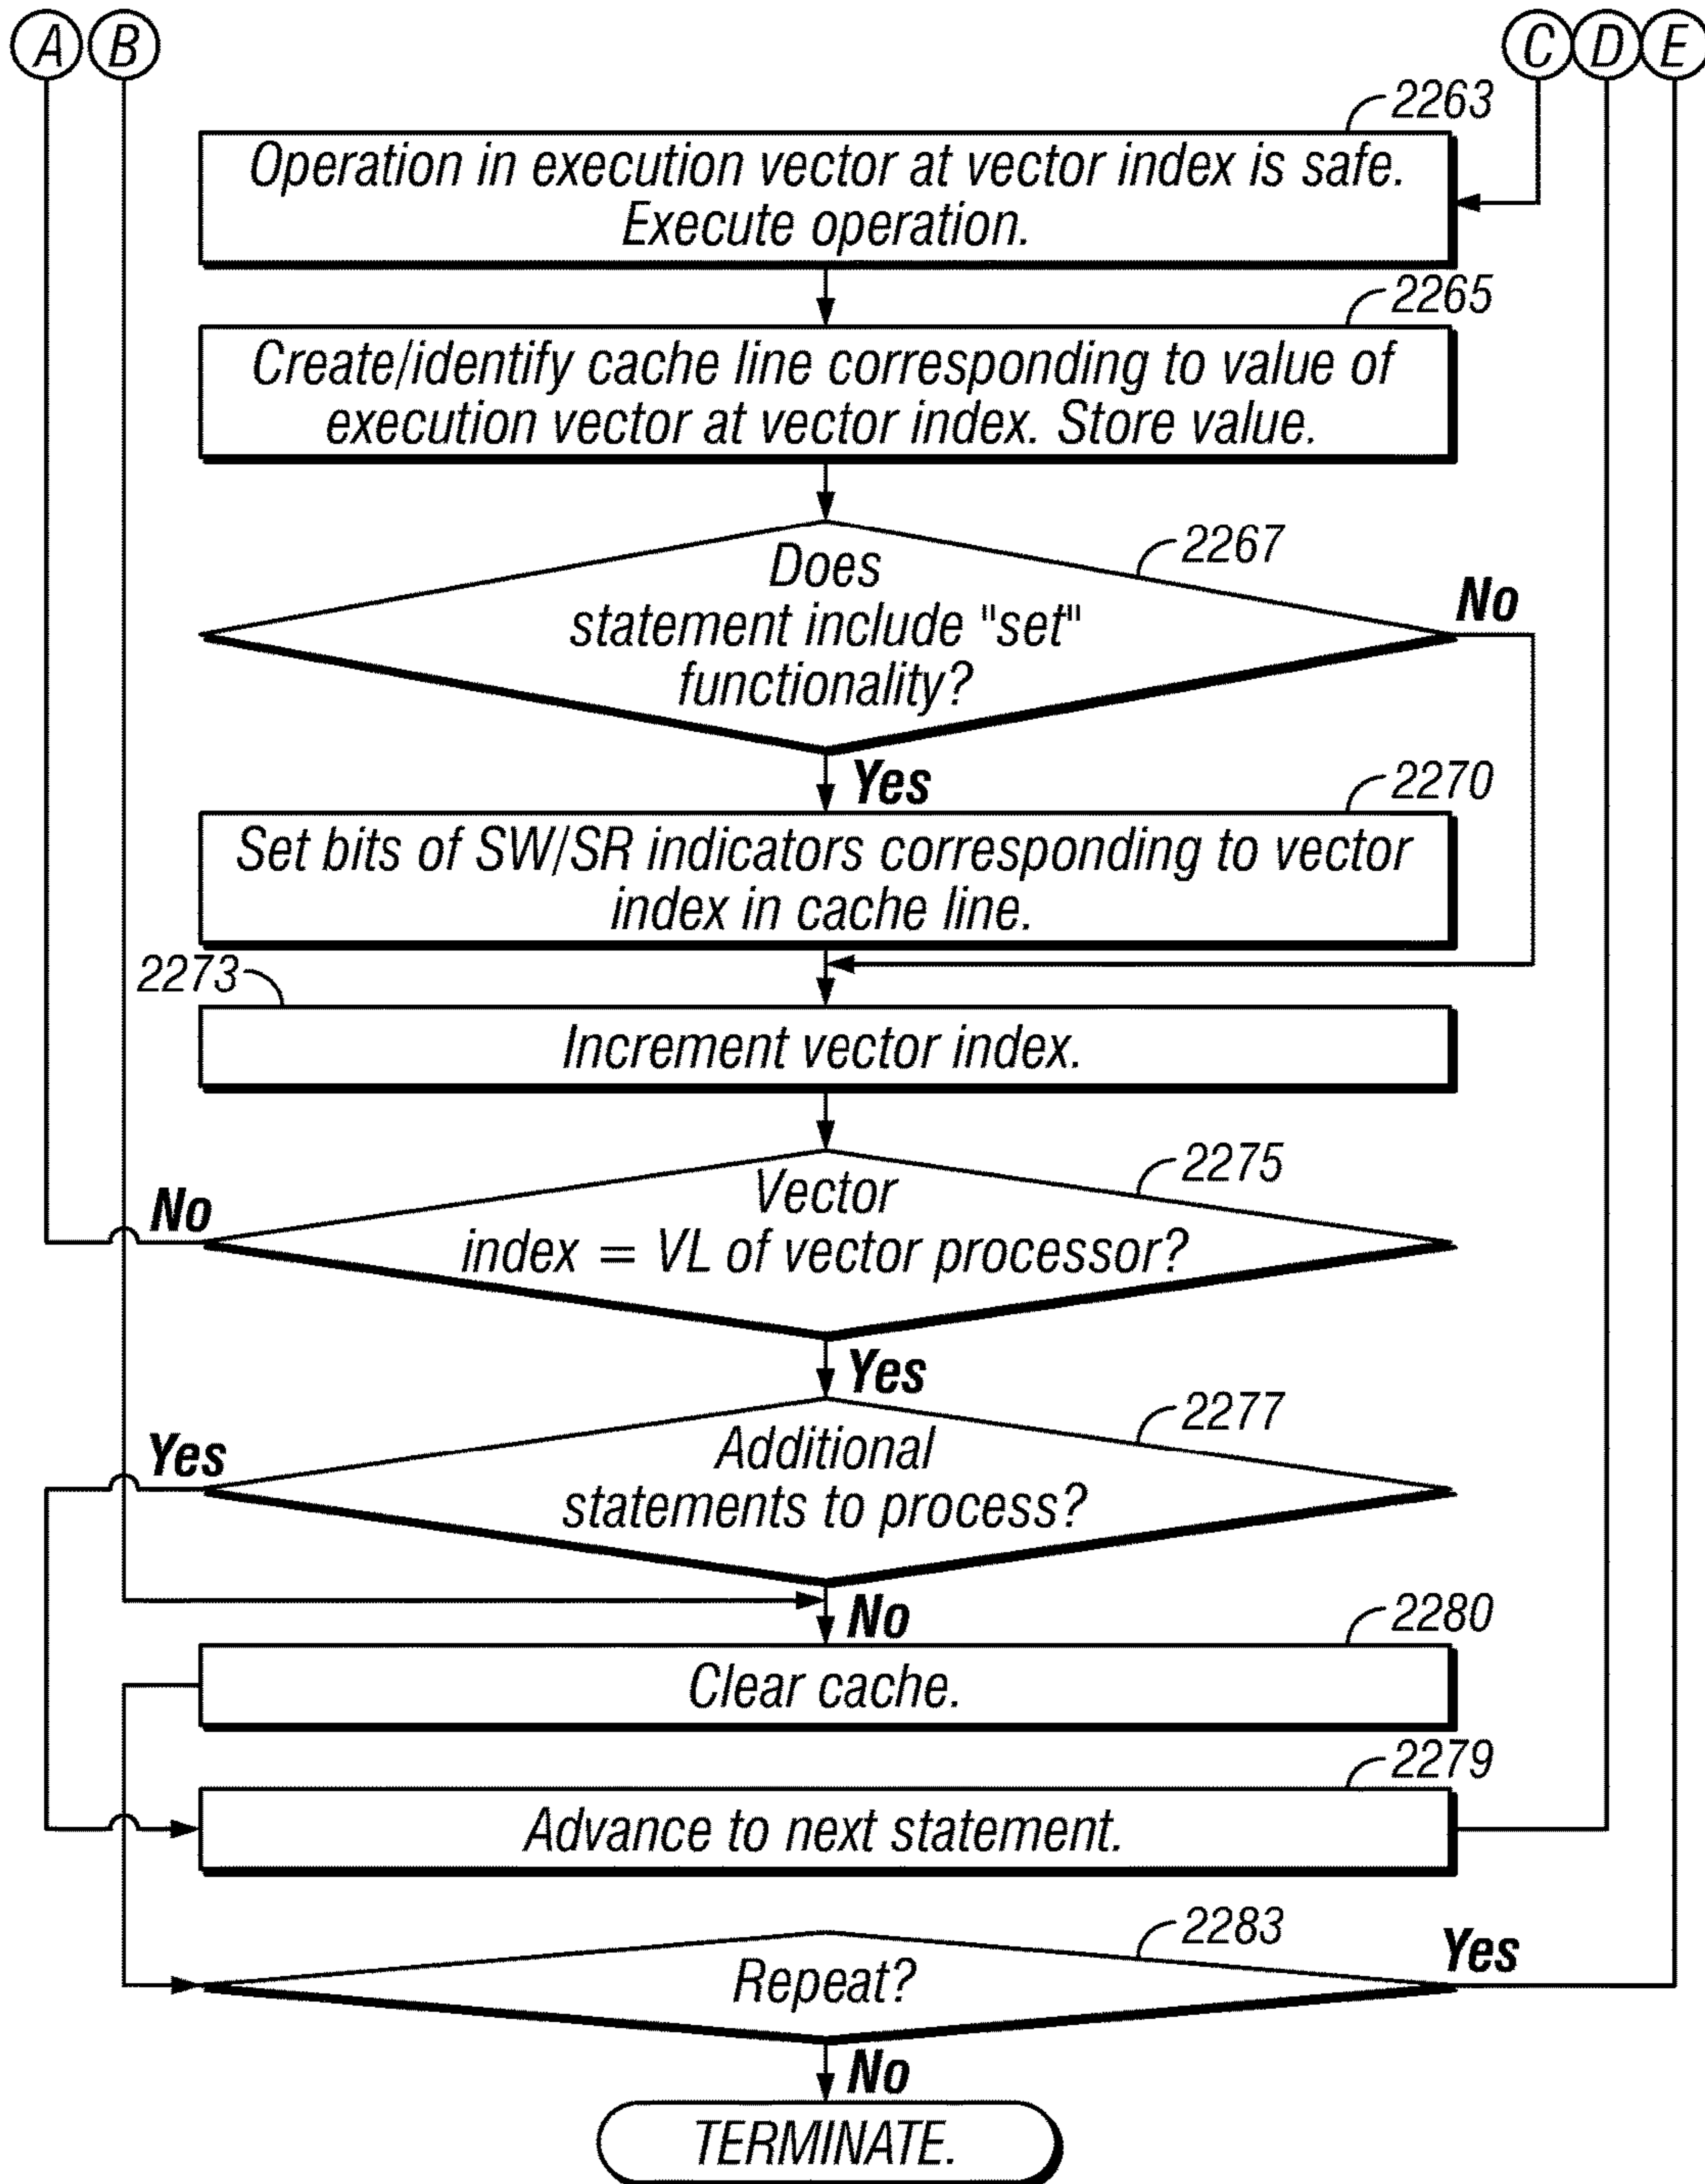 A B C D E
2263
Operation in execution vector at vector index is safe.
Execute operation.
2265
Create/identify cache line corresponding to value of
execution vector at vector index. Store value.
2267
Does
statement include "set"
functionality?
No
Yes
2270
Set bits of SW/SR indicators corresponding to vector
index in cache line.
2273
Increment vector index.
2275
Vector
index = VL of vector processor?
No
Yes
2277
Additional
statements to process?
Yes
No
2280
Clear cache.
2279
Advance to next statement.
2283
Repeat?
Yes
No
TERMINATE.